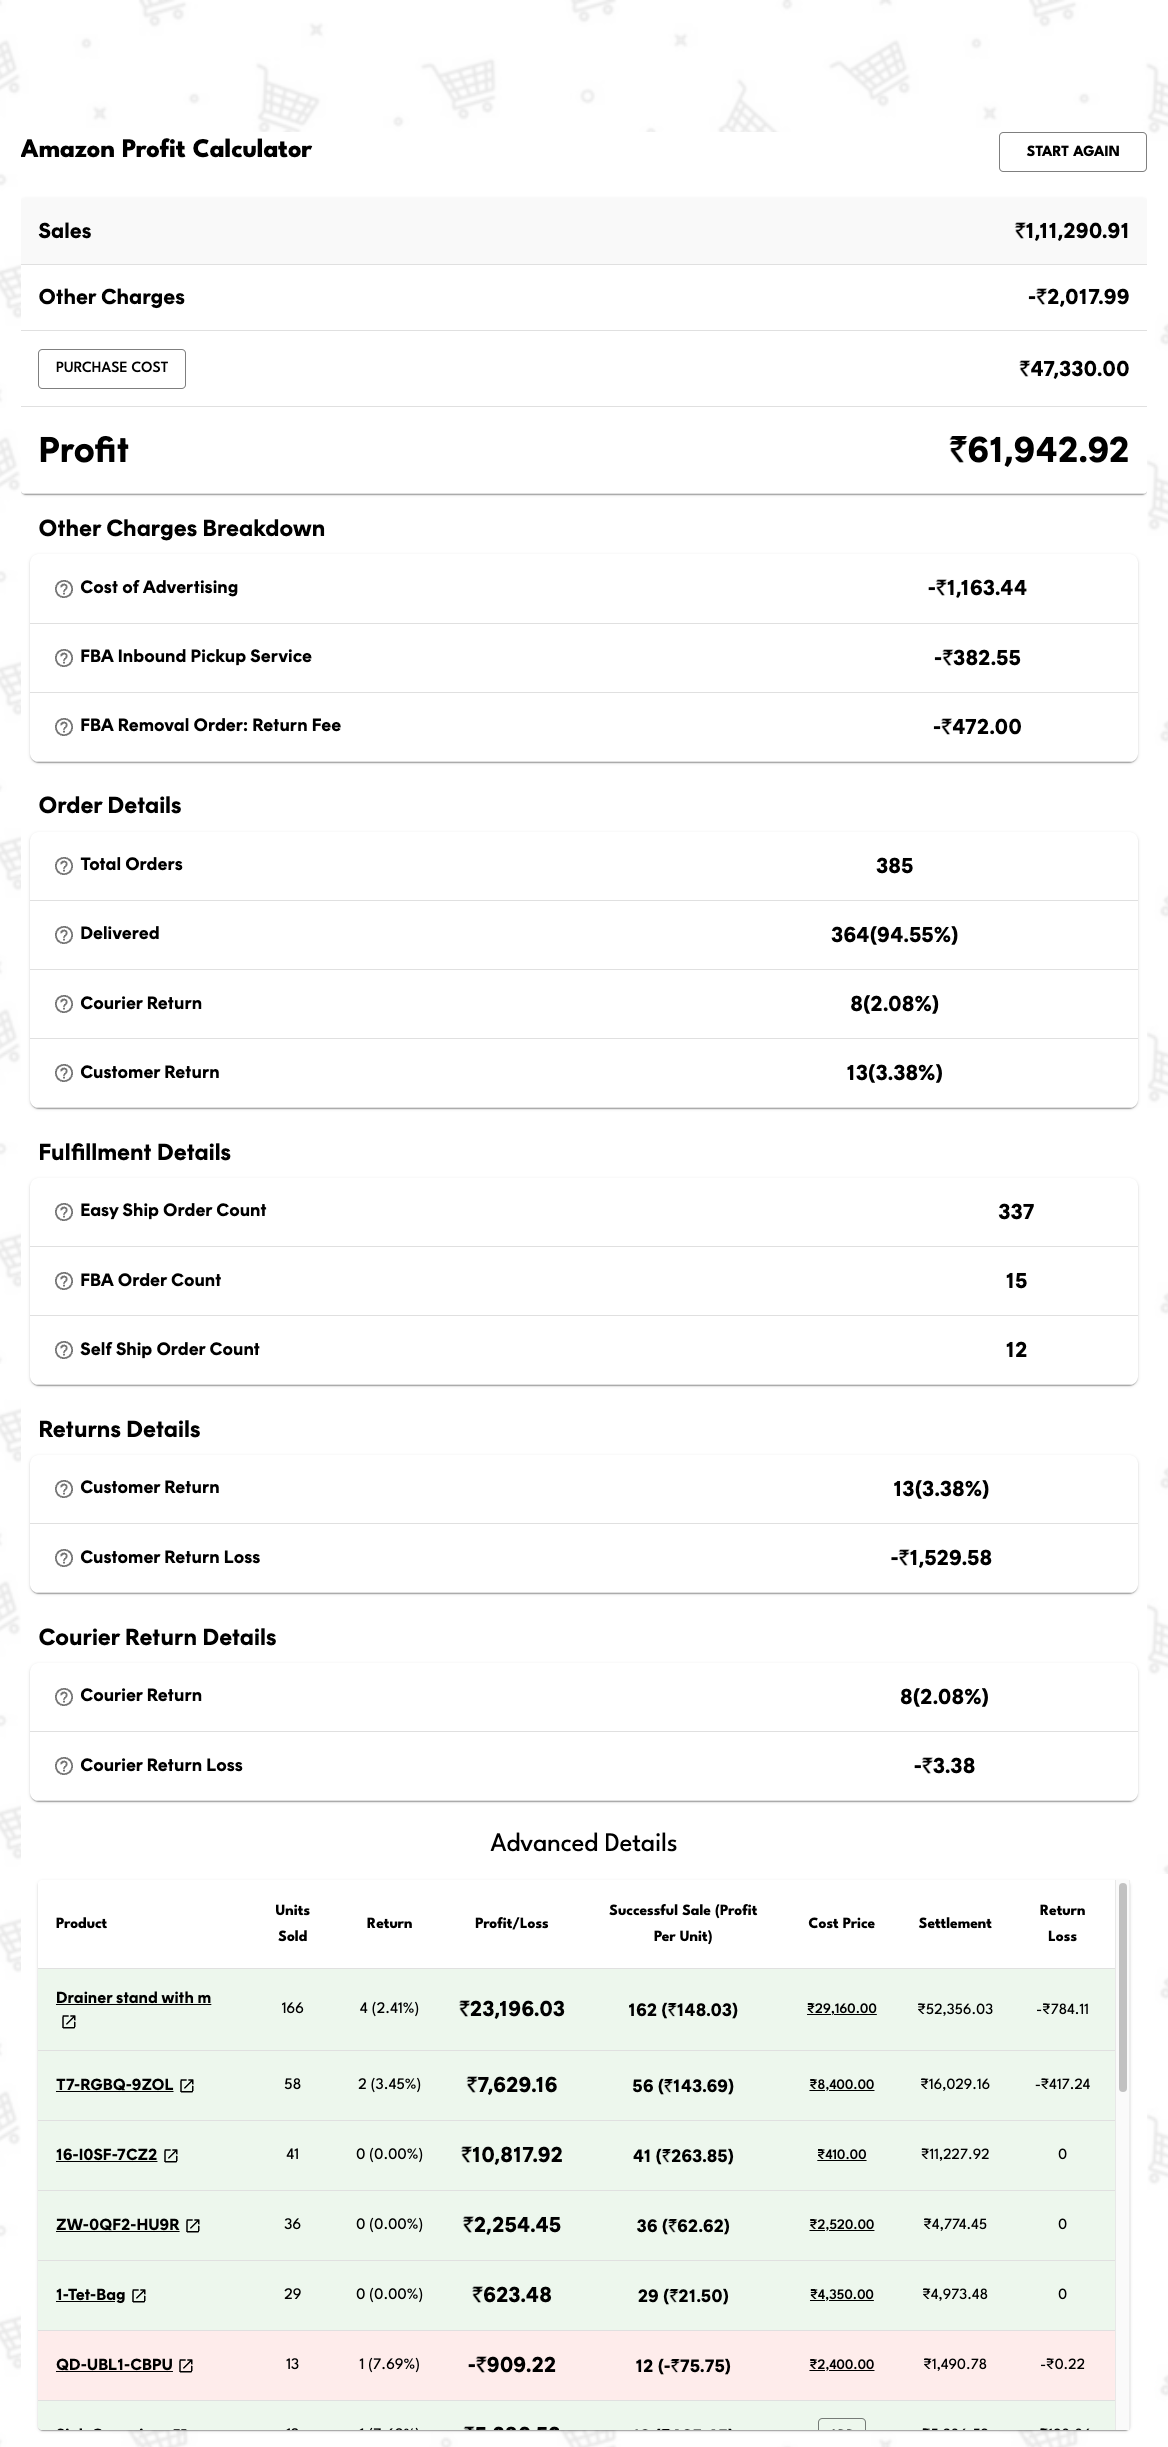 Amazon Profit Calculator
START AGAIN
Sales ₹1,11,290.91
Other Charges -₹2,017.99
PURCHASE COST ₹47,330.00
Profit ₹61,942.92
Other Charges Breakdown
Cost of Advertising -₹1,163.44
FBA Inbound Pickup Service -₹382.55
FBA Removal Order: Return Fee -₹472.00
Order Details
Total Orders 385
Delivered 364(94.55%)
Courier Return 8(2.08%)
Customer Return 13(3.38%)
Fulfillment Details
Easy Ship Order Count 337
FBA Order Count 15
Self Ship Order Count 12
Returns Details
Customer Return 13(3.38%)
Customer Return Loss -₹1,529.58
Courier Return Details
Courier Return 8(2.08%)
Courier Return Loss -₹3.38
Advanced Details
Product Units Sold Return Profit/Loss Successful Sale (Profit Per Unit) Cost Price Settlement Return Loss
Drainer stand with m 166 4 (2.41%) ₹23,196.03 162 (₹148.03) ₹29,160.00 ₹52,356.03 -₹784.11
T7-RGBQ-9ZOL 58 2 (3.45%) ₹7,629.16 56 (₹143.69) ₹8,400.00 ₹16,029.16 -₹417.24
16-I0SF-7CZ2 41 0 (0.00%) ₹10,817.92 41 (₹263.85) ₹410.00 ₹11,227.92 0
ZW-0QF2-HU9R 36 0 (0.00%) ₹2,254.45 36 (₹62.62) ₹2,520.00 ₹4,774.45 0
1-Tet-Bag 29 0 (0.00%) ₹623.48 29 (₹21.50) ₹4,350.00 ₹4,973.48 0
QD-UBL1-CBPU 13 1 (7.69%) -₹909.22 12 (-₹75.75) ₹2,400.00 ₹1,490.78 -₹0.22